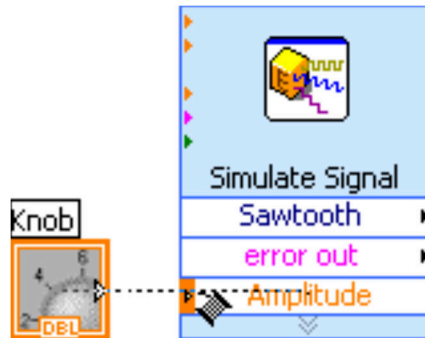 Simulate Signal
Sawtooth
error out
Amplitude
Knob
6
4
2
DBL